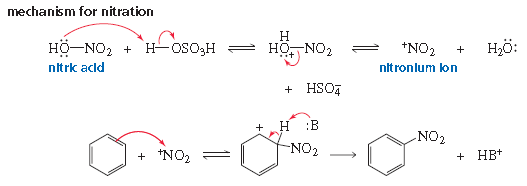 mechanism for nitration
HÖ—NO₂ + H—OSO₃H ⇌ HÖ⁺—NO₂ ⇌ ⁺NO₂ + H₂Ö:
H
nitric acid nitronium ion
+ HSO₄⁻
+ ⁺NO₂ ⇌ + H :B NO₂ → NO₂ + HB⁺